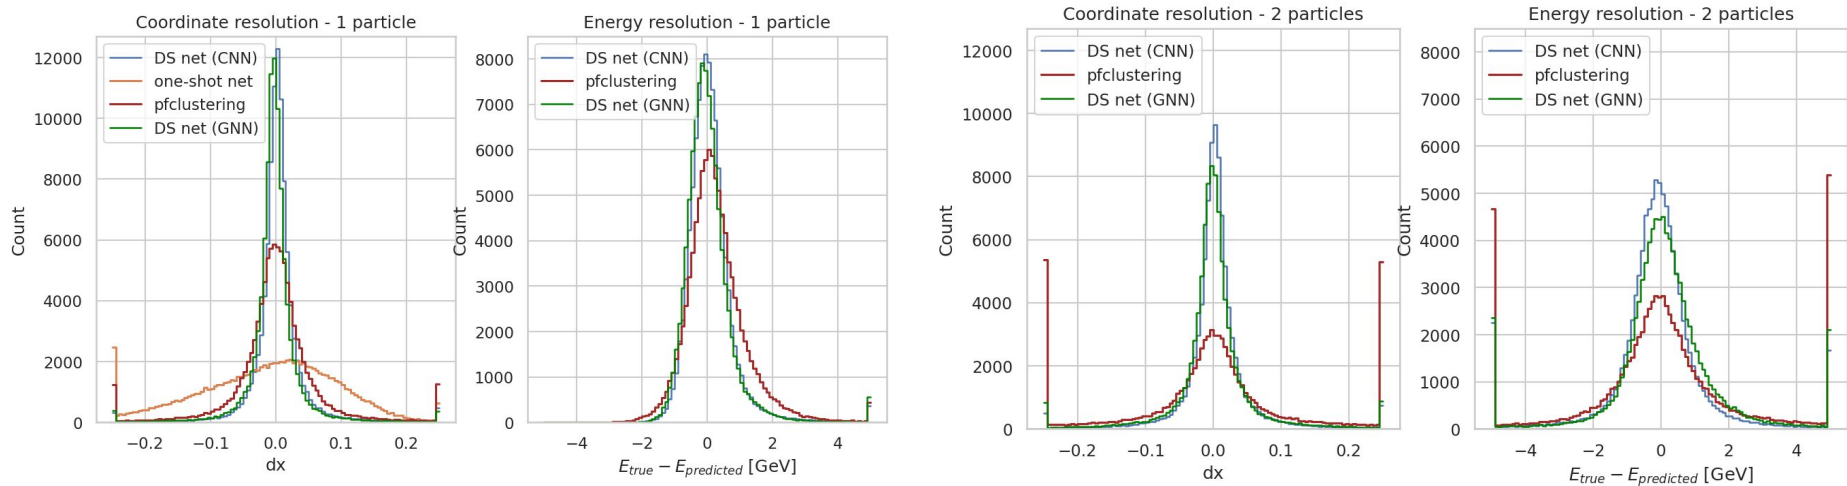 Coordinate resolution - 1 particle
DS net (CNN)
one-shot net
pfclustering
DS net (GNN)
12000
10000
8000
6000
4000
2000
0
Count
−0.2 −0.1 0.0 0.1 0.2
dx
Energy resolution - 1 particle
DS net (CNN)
pfclustering
DS net (GNN)
8000
7000
6000
5000
4000
3000
2000
1000
0
Count
−4 −2 0 2 4
E_true − E_predicted [GeV]
Coordinate resolution - 2 particles
DS net (CNN)
pfclustering
DS net (GNN)
12000
10000
8000
6000
4000
2000
0
Count
−0.2 −0.1 0.0 0.1 0.2
dx
Energy resolution - 2 particles
DS net (CNN)
pfclustering
DS net (GNN)
8000
7000
6000
5000
4000
3000
2000
1000
0
Count
−4 −2 0 2 4
E_true − E_predicted [GeV]